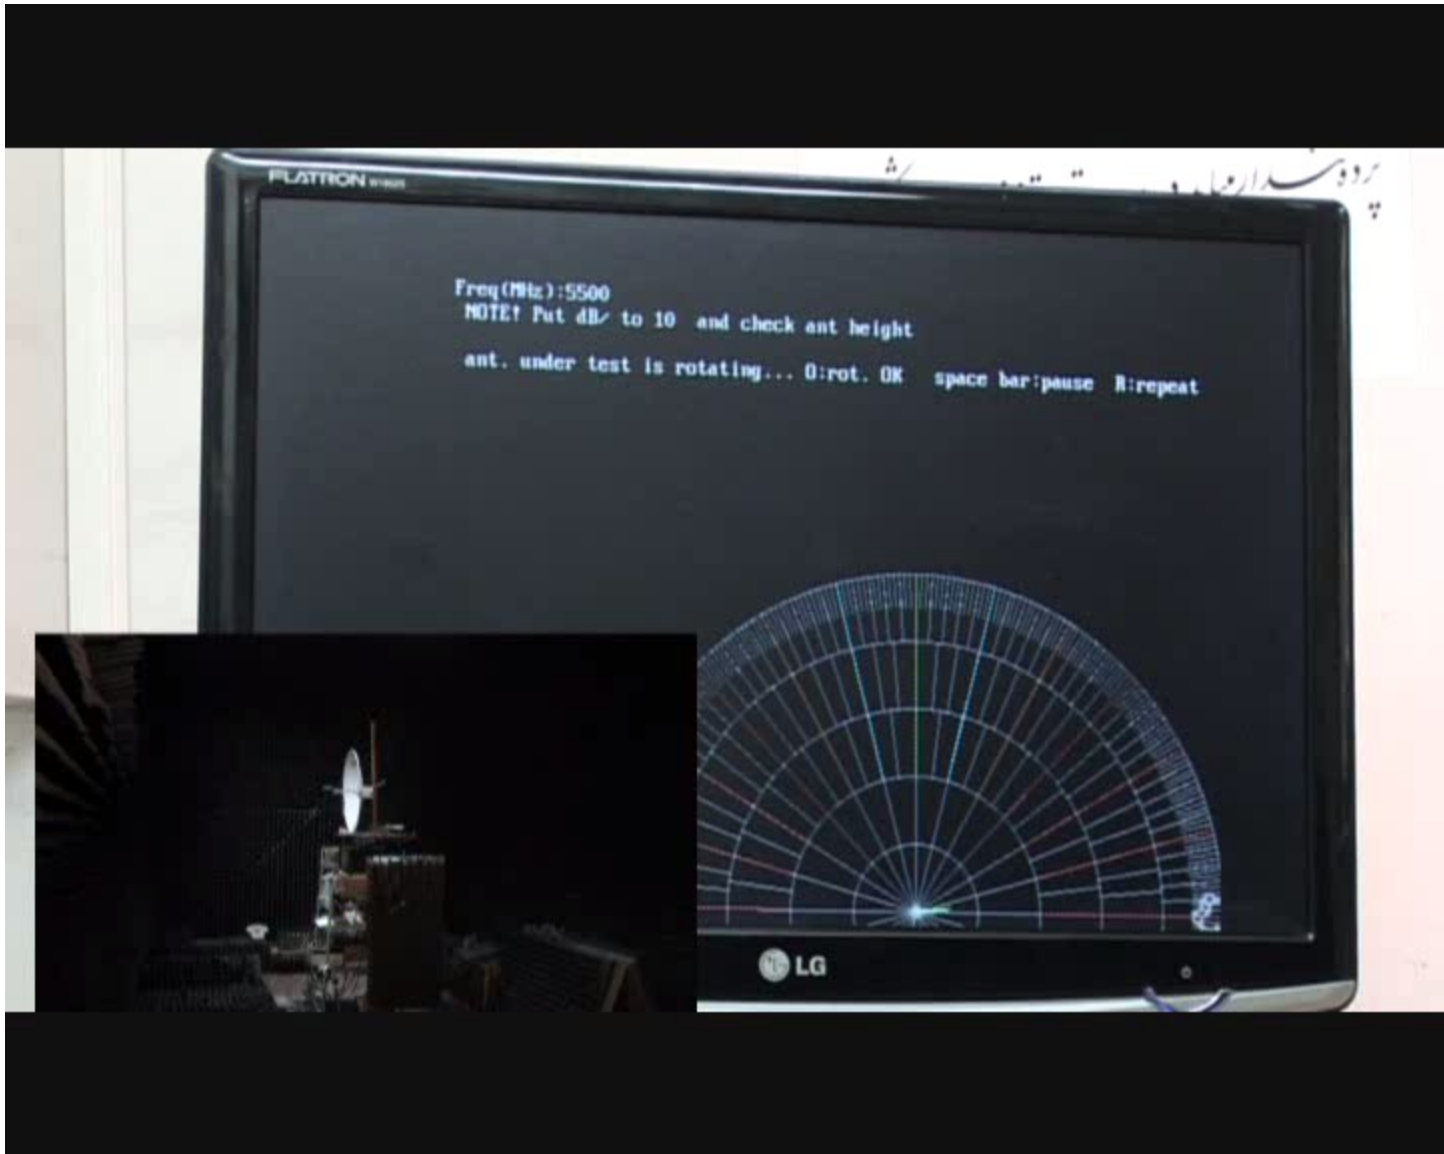 FLATRON
Freq(MHz):5500
NOTE! Put dB/ to 10 and check ant height
ant. under test is rotating... O:rot. OK space bar:pause R:repeat
LG